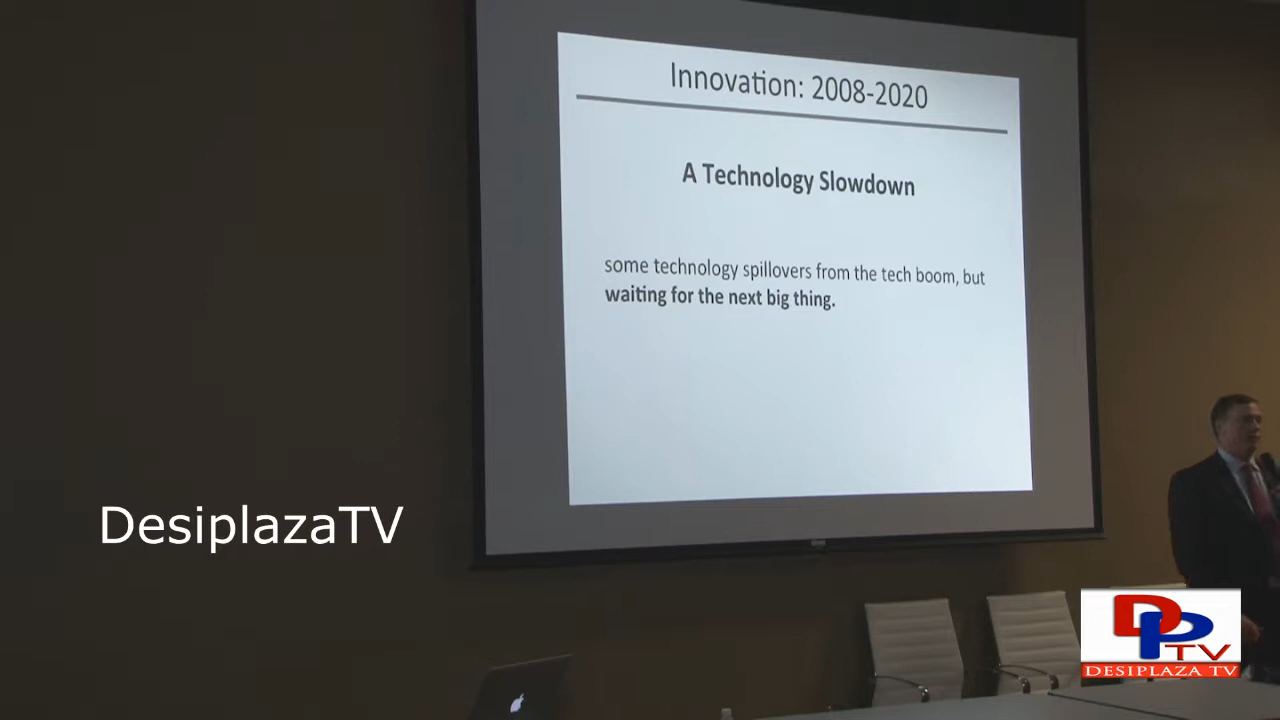 Innovation: 2008-2020
A Technology Slowdown
some technology spillovers from the tech boom, but
waiting for the next big thing.
DesiplazaTV
DPTV
DESIPLAZA TV